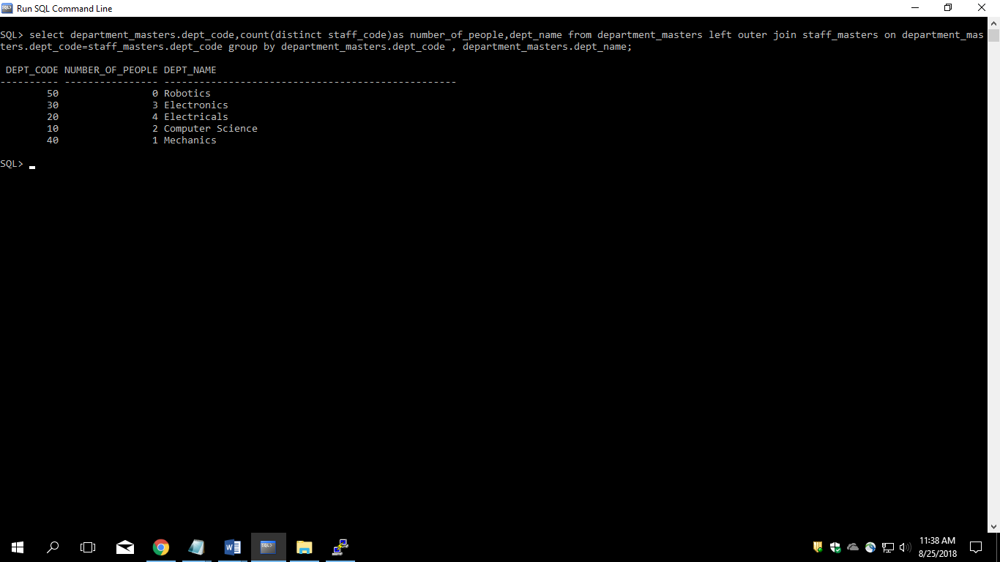 Run SQL Command Line
SQL> select department_masters.dept_code,count(distinct staff_code)as number_of_people,dept_name from department_masters left outer join staff_masters on department_mas
ters.dept_code=staff_masters.dept_code group by department_masters.dept_code , department_masters.dept_name;
DEPT_CODE NUMBER_OF_PEOPLE DEPT_NAME
---------- ---------------- --------------------------------------------------
50 0 Robotics
30 3 Electronics
20 4 Electricals
10 2 Computer Science
40 1 Mechanics
SQL>
11:38 AM
8/25/2018